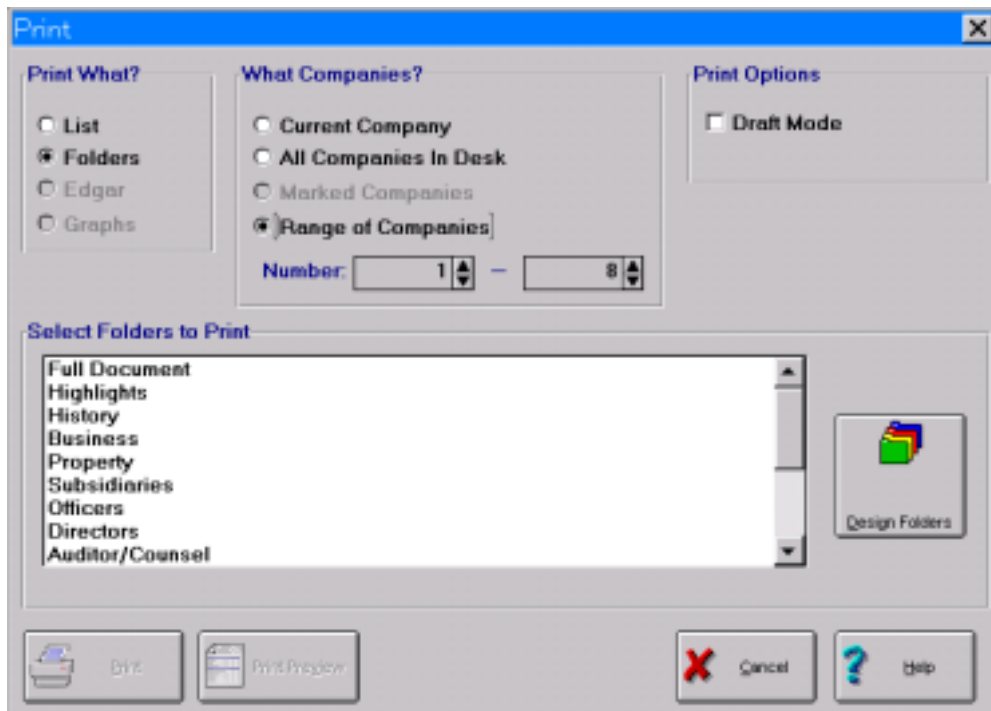 Print
Print What?
List
Folders
Edgar
Graphs
What Companies?
Current Company
All Companies In Desk
Marked Companies
Range of Companies
Number: 1 – 8
Print Options
Draft Mode
Select Folders to Print
Full Document
Highlights
History
Business
Property
Subsidiaries
Officers
Directors
Auditor/Counsel
Design Folders
Print
Print Preview
Cancel
Help